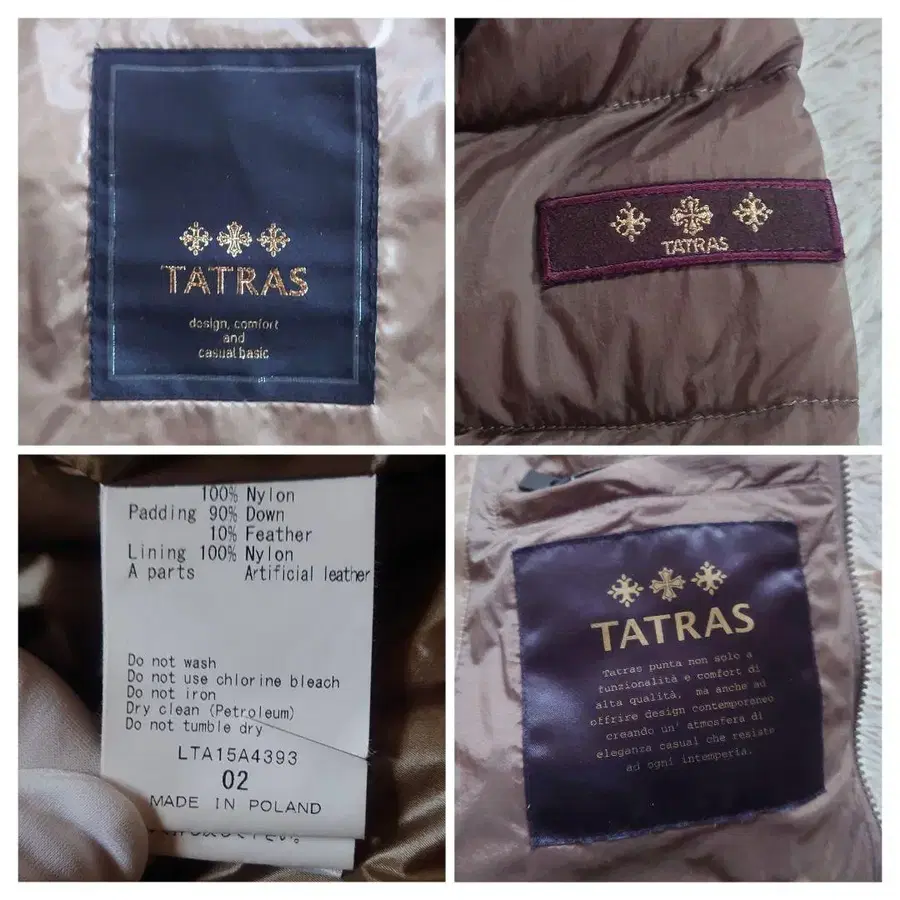 TATRAS
design, comfort
and
casual basic
TATRAS
100% Nylon
Padding 90% Down
10% Feather
Lining 100% Nylon
A parts Artificial leather
Do not wash
Do not use chlorine bleach
Do not iron
Dry clean (Petroleum)
Do not tumble dry
LTA15A4393
02
MADE IN POLAND
TATRAS
Tatras punta non solo a
funzionalità e comfort di
alta qualità, ma anche ad
offrire design contemporaneo
creando un' atmosfera di
eleganza casual che resiste
ad ogni intemperia.